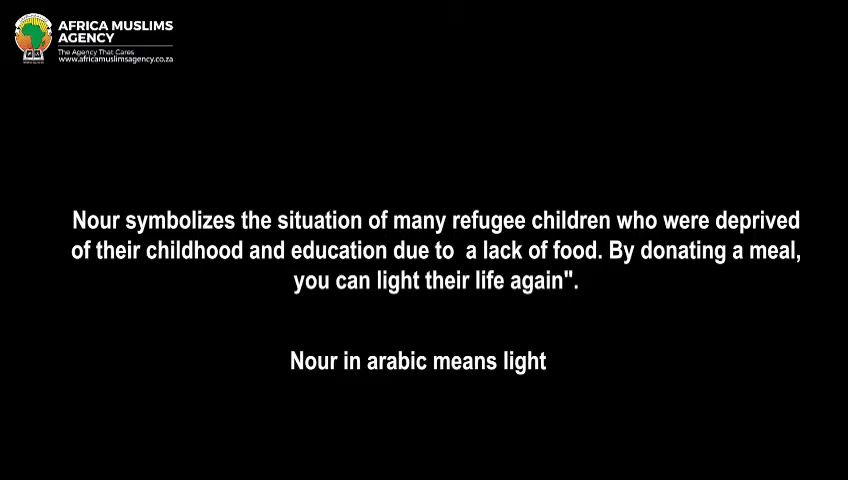 AFRICA MUSLIMS
AGENCY
The Agency That Cares
www.africamuslimsagency.co.za
Nour symbolizes the situation of many refugee children who were deprived
of their childhood and education due to  a lack of food. By donating a meal,
you can light their life again".
Nour in arabic means light